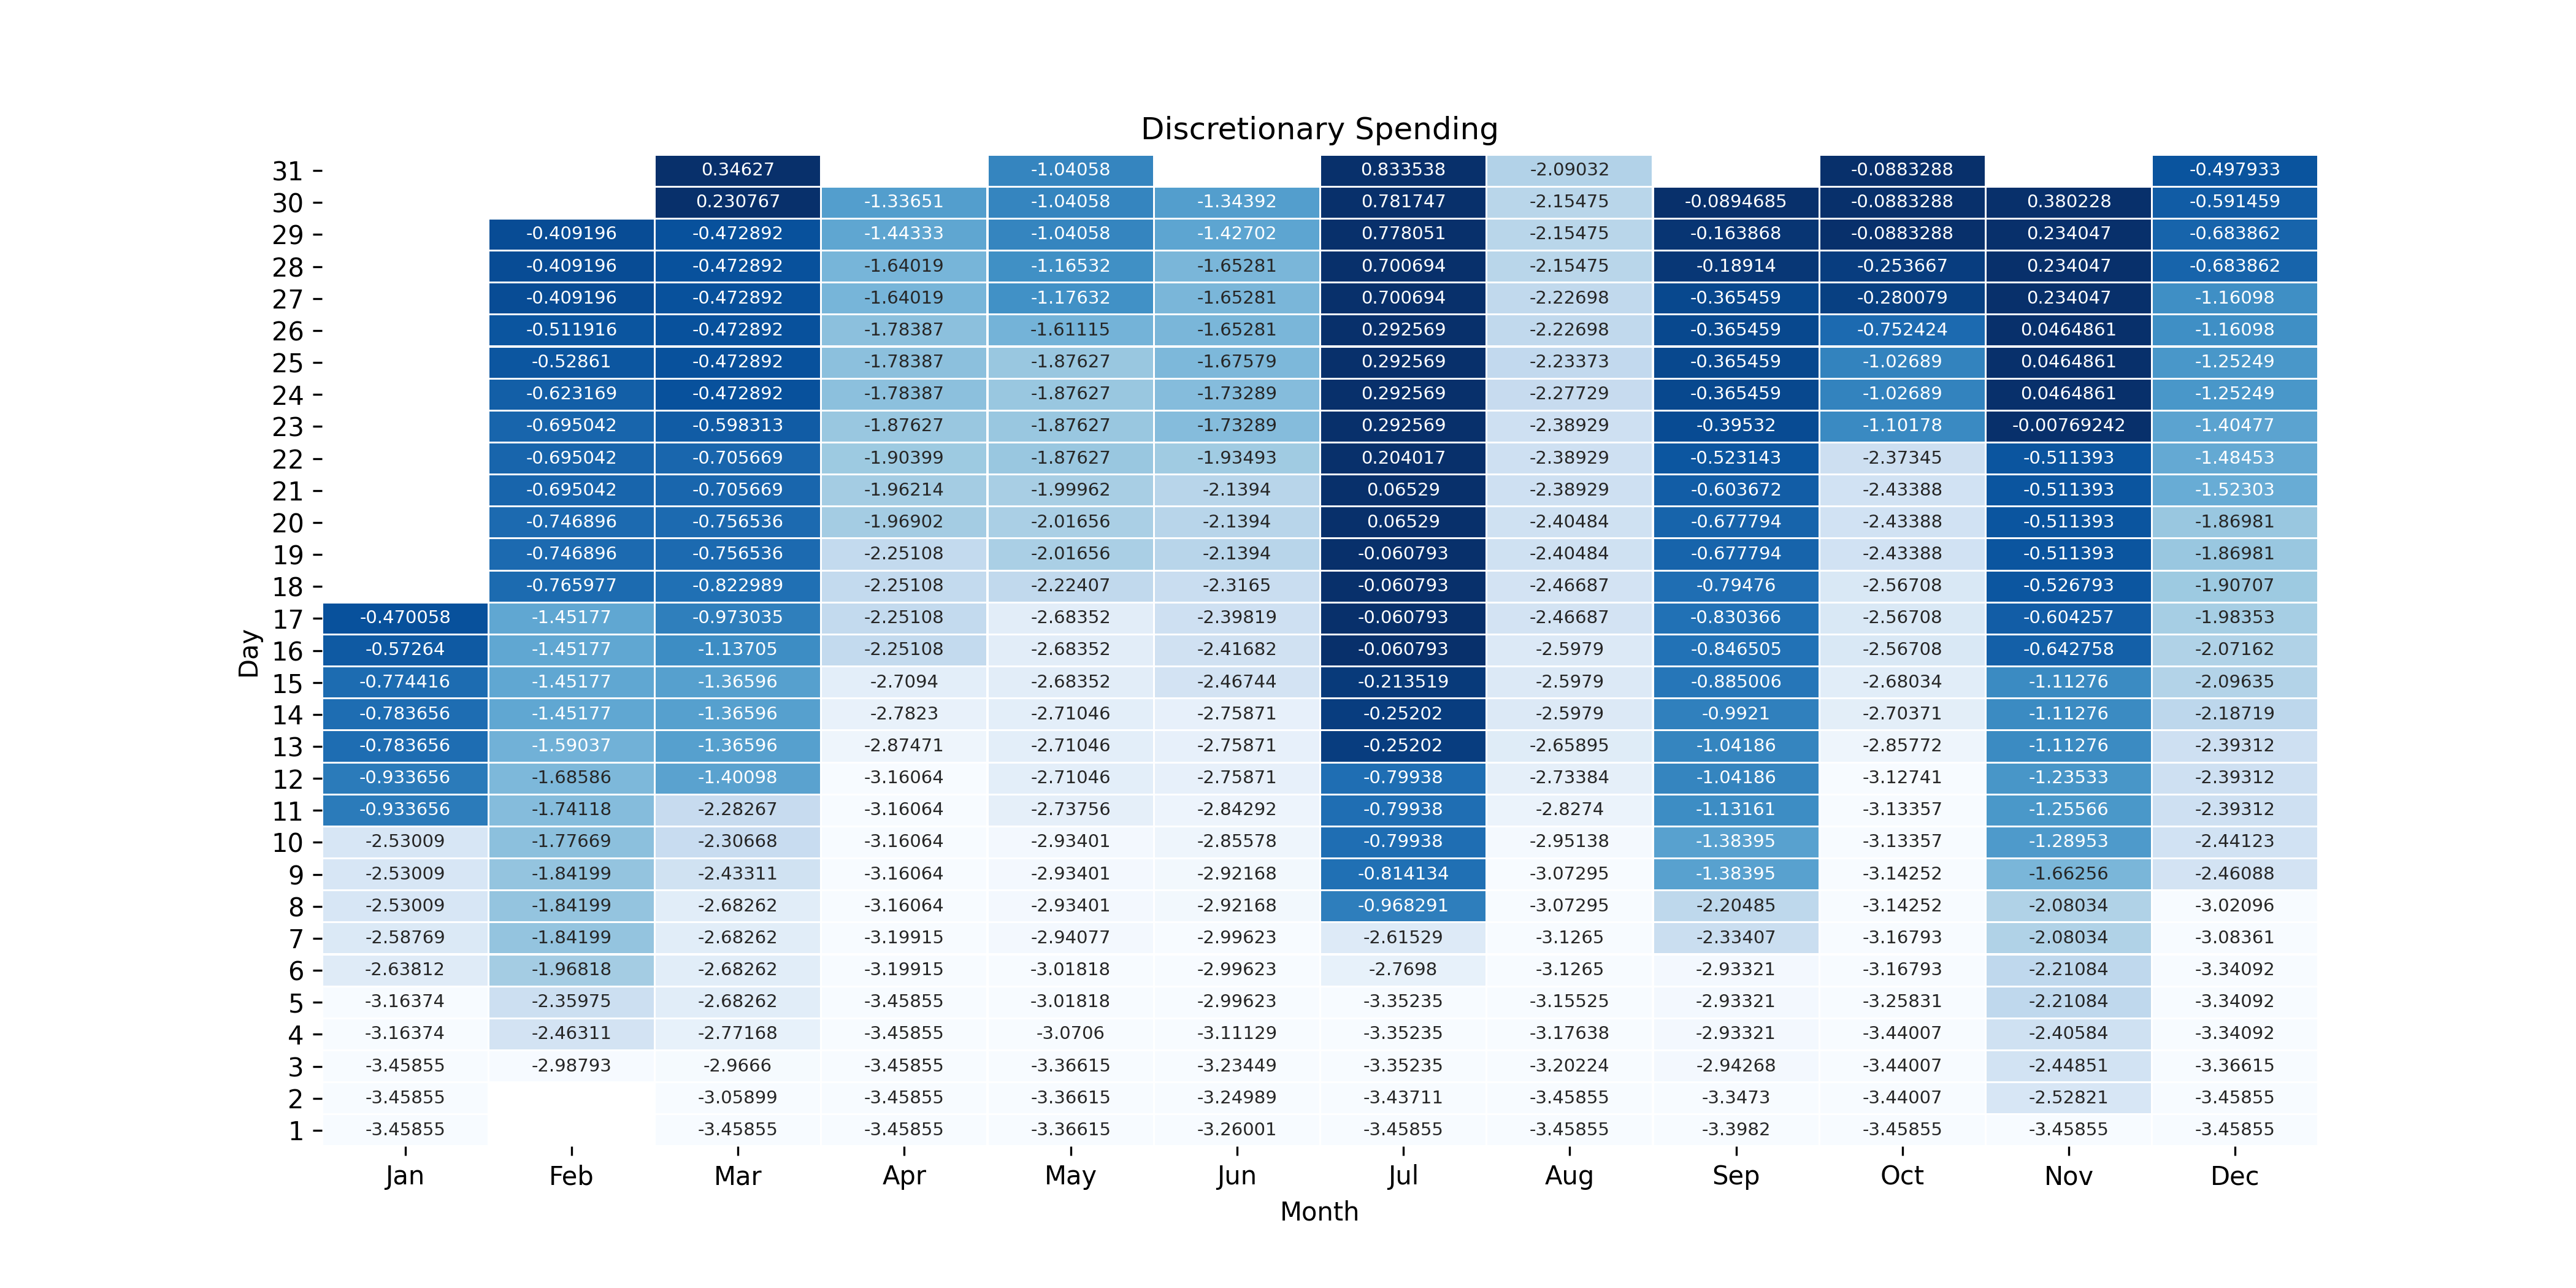 Discretionary Spending
31 0.34627 -1.04058 0.833538 -2.09032 -0.0883288 -0.497933
30 0.230767 -1.33651 -1.04058 -1.34392 0.781747 -2.15475 -0.0894685 -0.0883288 0.380228 -0.591459
29 -0.409196 -0.472892 -1.44333 -1.04058 -1.42702 0.778051 -2.15475 -0.163868 -0.0883288 0.234047 -0.683862
28 -0.409196 -0.472892 -1.64019 -1.16532 -1.65281 0.700694 -2.15475 -0.18914 -0.253667 0.234047 -0.683862
27 -0.409196 -0.472892 -1.64019 -1.17632 -1.65281 0.700694 -2.22698 -0.365459 -0.280079 0.234047 -1.16098
26 -0.511916 -0.472892 -1.78387 -1.61115 -1.65281 0.292569 -2.22698 -0.365459 -0.752424 0.0464861 -1.16098
25 -0.52861 -0.472892 -1.78387 -1.87627 -1.67579 0.292569 -2.23373 -0.365459 -1.02689 0.0464861 -1.25249
24 -0.623169 -0.472892 -1.78387 -1.87627 -1.73289 0.292569 -2.27729 -0.365459 -1.02689 0.0464861 -1.25249
23 -0.695042 -0.598313 -1.87627 -1.87627 -1.73289 0.292569 -2.38929 -0.39532 -1.10178 -0.00769242 -1.40477
22 -0.695042 -0.705669 -1.90399 -1.87627 -1.93493 0.204017 -2.38929 -0.523143 -2.37345 -0.511393 -1.48453
21 -0.695042 -0.705669 -1.96214 -1.99962 -2.1394 0.06529 -2.38929 -0.603672 -2.43388 -0.511393 -1.52303
20 -0.746896 -0.756536 -1.96902 -2.01656 -2.1394 0.06529 -2.40484 -0.677794 -2.43388 -0.511393 -1.86981
19 -0.746896 -0.756536 -2.25108 -2.01656 -2.1394 -0.060793 -2.40484 -0.677794 -2.43388 -0.511393 -1.86981
18 -0.765977 -0.822989 -2.25108 -2.22407 -2.3165 -0.060793 -2.46687 -0.79476 -2.56708 -0.526793 -1.90707
17 -0.470058 -1.45177 -0.973035 -2.25108 -2.68352 -2.39819 -0.060793 -2.46687 -0.830366 -2.56708 -0.604257 -1.98353
16 -0.57264 -1.45177 -1.13705 -2.25108 -2.68352 -2.41682 -0.060793 -2.5979 -0.846505 -2.56708 -0.642758 -2.07162
15 -0.774416 -1.45177 -1.36596 -2.7094 -2.68352 -2.46744 -0.213519 -2.5979 -0.885006 -2.68034 -1.11276 -2.09635
14 -0.783656 -1.45177 -1.36596 -2.7823 -2.71046 -2.75871 -0.25202 -2.5979 -0.9921 -2.70371 -1.11276 -2.18719
13 -0.783656 -1.59037 -1.36596 -2.87471 -2.71046 -2.75871 -0.25202 -2.65895 -1.04186 -2.85772 -1.11276 -2.39312
12 -0.933656 -1.68586 -1.40098 -3.16064 -2.71046 -2.75871 -0.79938 -2.73384 -1.04186 -3.12741 -1.23533 -2.39312
11 -0.933656 -1.74118 -2.28267 -3.16064 -2.73756 -2.84292 -0.79938 -2.8274 -1.13161 -3.13357 -1.25566 -2.39312
10 -2.53009 -1.77669 -2.30668 -3.16064 -2.93401 -2.85578 -0.79938 -2.95138 -1.38395 -3.13357 -1.28953 -2.44123
9 -2.53009 -1.84199 -2.43311 -3.16064 -2.93401 -2.92168 -0.814134 -3.07295 -1.38395 -3.14252 -1.66256 -2.46088
8 -2.53009 -1.84199 -2.68262 -3.16064 -2.93401 -2.92168 -0.968291 -3.07295 -2.20485 -3.14252 -2.08034 -3.02096
7 -2.58769 -1.84199 -2.68262 -3.19915 -2.94077 -2.99623 -2.61529 -3.1265 -2.33407 -3.16793 -2.08034 -3.08361
6 -2.63812 -1.96818 -2.68262 -3.19915 -3.01818 -2.99623 -2.7698 -3.1265 -2.93321 -3.16793 -2.21084 -3.34092
5 -3.16374 -2.35975 -2.68262 -3.45855 -3.01818 -2.99623 -3.35235 -3.15525 -2.93321 -3.25831 -2.21084 -3.34092
4 -3.16374 -2.46311 -2.77168 -3.45855 -3.0706 -3.11129 -3.35235 -3.17638 -2.93321 -3.44007 -2.40584 -3.34092
3 -3.45855 -2.98793 -2.9666 -3.45855 -3.36615 -3.23449 -3.35235 -3.20224 -2.94268 -3.44007 -2.44851 -3.36615
2 -3.45855 -3.05899 -3.45855 -3.36615 -3.24989 -3.43711 -3.45855 -3.3473 -3.44007 -2.52821 -3.45855
1 -3.45855 -3.45855 -3.45855 -3.36615 -3.26001 -3.45855 -3.45855 -3.3982 -3.45855 -3.45855 -3.45855
Day
Jan Feb Mar Apr May Jun Jul Aug Sep Oct Nov Dec
Month